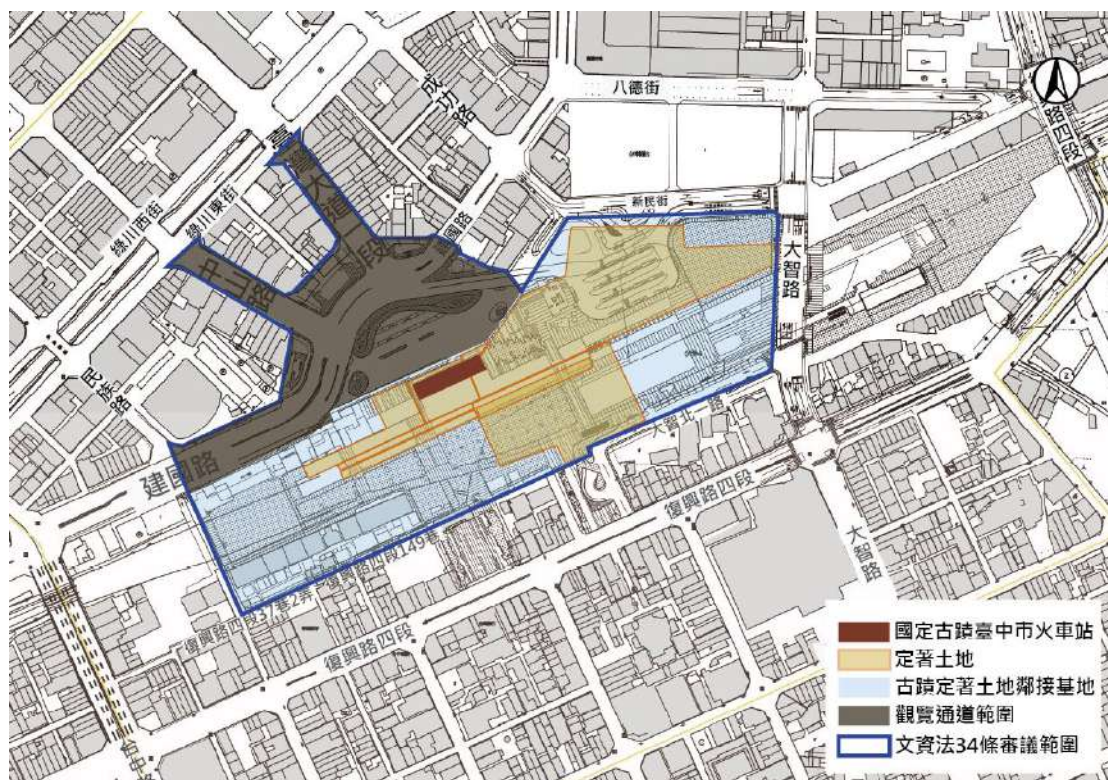 八德街
成功路
路四段
臺灣大道一段
國路
新民街
綠川西街
綠川東街
中山路
大智路
民族路
建國路
大智北路
復興路四段
復興路四段149巷
復興路四段37巷2弄
大智路
復興路四段
國定古蹟臺中市火車站
定著土地
古蹟定著土地鄰接基地
觀覽通道範圍
文資法34條審議範圍